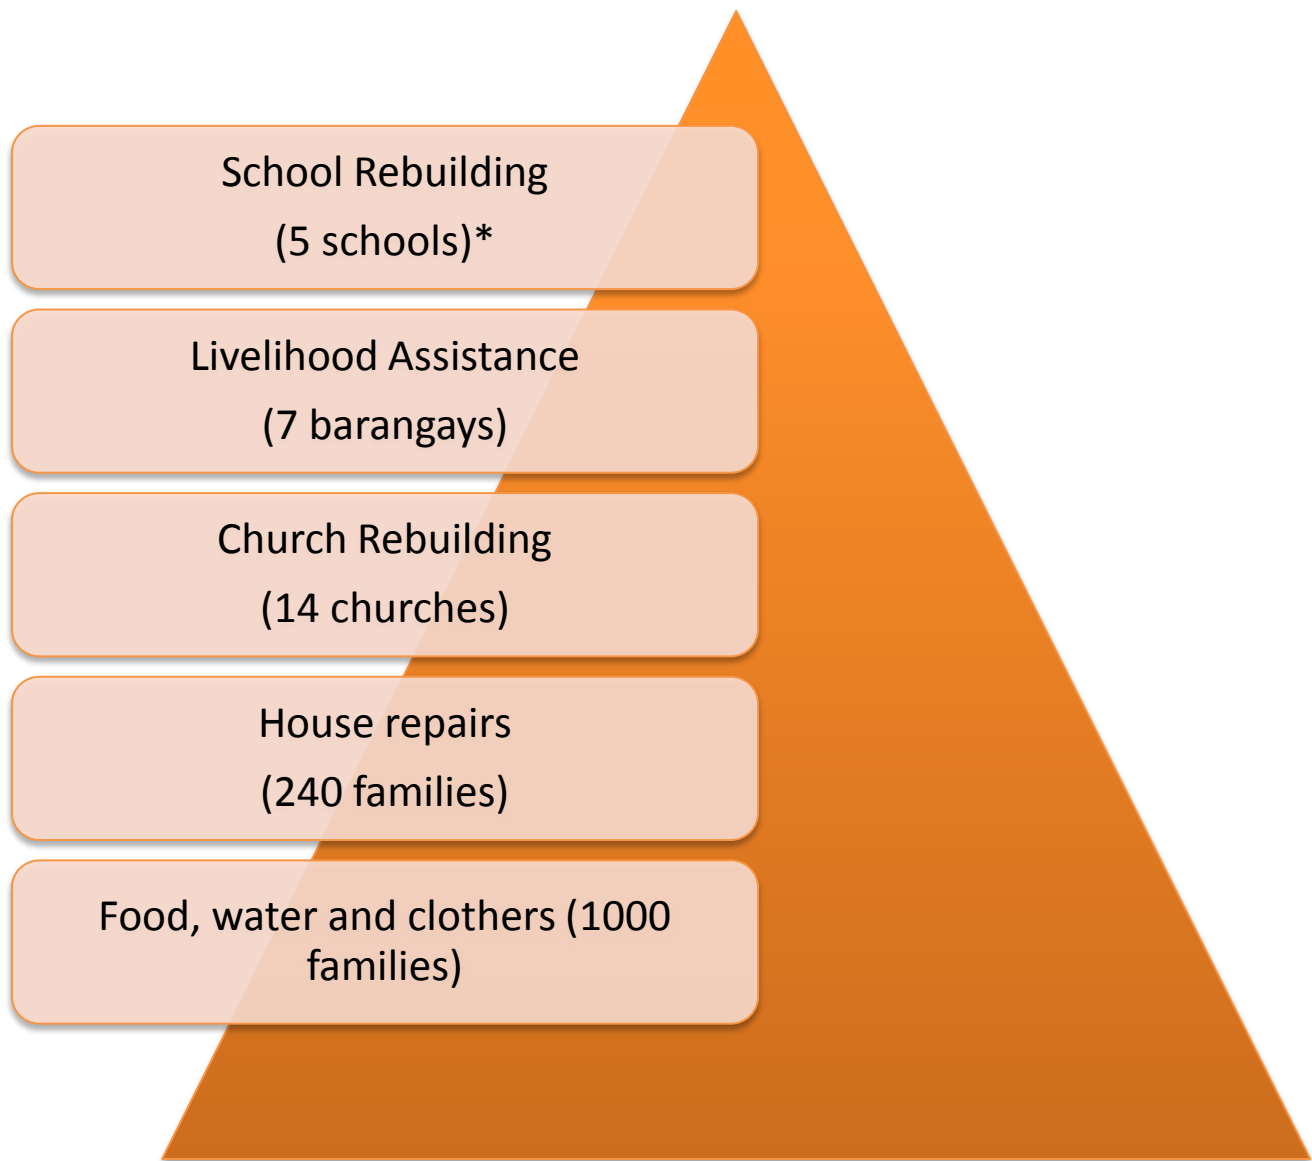 School Rebuilding
(5 schools)*
Livelihood Assistance
(7 barangays)
Church Rebuilding
(14 churches)
House repairs
(240 families)
Food, water and clothers (1000
families)